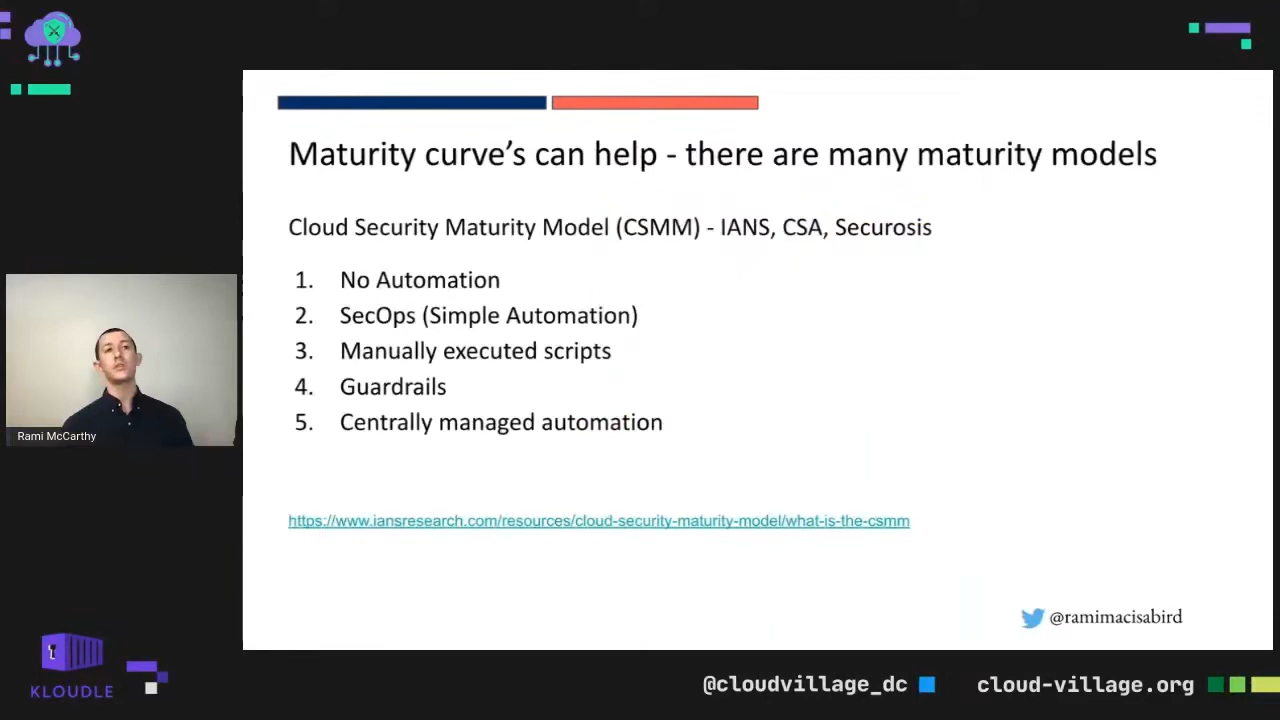 Maturity curve's can help - there are many maturity models
Cloud Security Maturity Model (CSMM) - IANS, CSA, Securosis
1. No Automation
2. SecOps (Simple Automation)
3. Manually executed scripts
4. Guardrails
5. Centrally managed automation
https://www.iansresearch.com/resources/cloud-security-maturity-model/what-is-the-csmm
@ramimacisabird
Rami McCarthy
KLOUDLE
@cloudvillage_dc
cloud-village.org